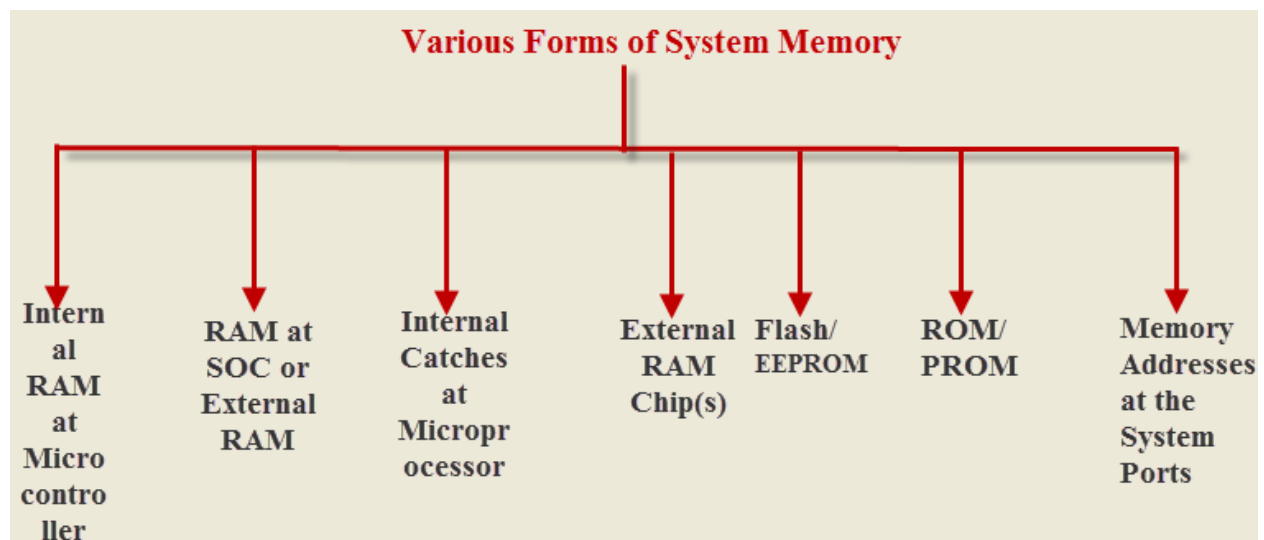 Various Forms of System Memory
Intern
al
RAM
at
Micro
contro
ller
RAM at
SOC or
External
RAM
Internal
Catches
at
Micropr
ocessor
External
RAM
Chip(s)
Flash/
EEPROM
ROM/
PROM
Memory
Addresses
at the
System
Ports